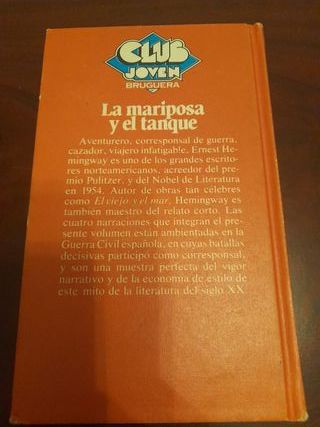 CLUB
JOVEN
BRUGUERA
La mariposa
y el tanque
Aventurero, corresponsal de guerra,
cazador, viajero infatigable, Ernest He-
mingway es uno de los grandes escrito-
res norteamericanos, acreedor del pre-
mio Pulitzer, y del Nobel de Literatura
en 1954. Autor de obras tan célebres
como El viejo y el mar, Hemingway es
también maestro del relato corto. Las
cuatro narraciones que integran el pre-
sente volumen están ambientadas en la
Guerra Civil española, en cuyas batallas
decisivas participó como corresponsal,
y son una muestra perfecta del vigor
narrativo y de la economía de estilo de
este mito de la literatura del siglo XX.